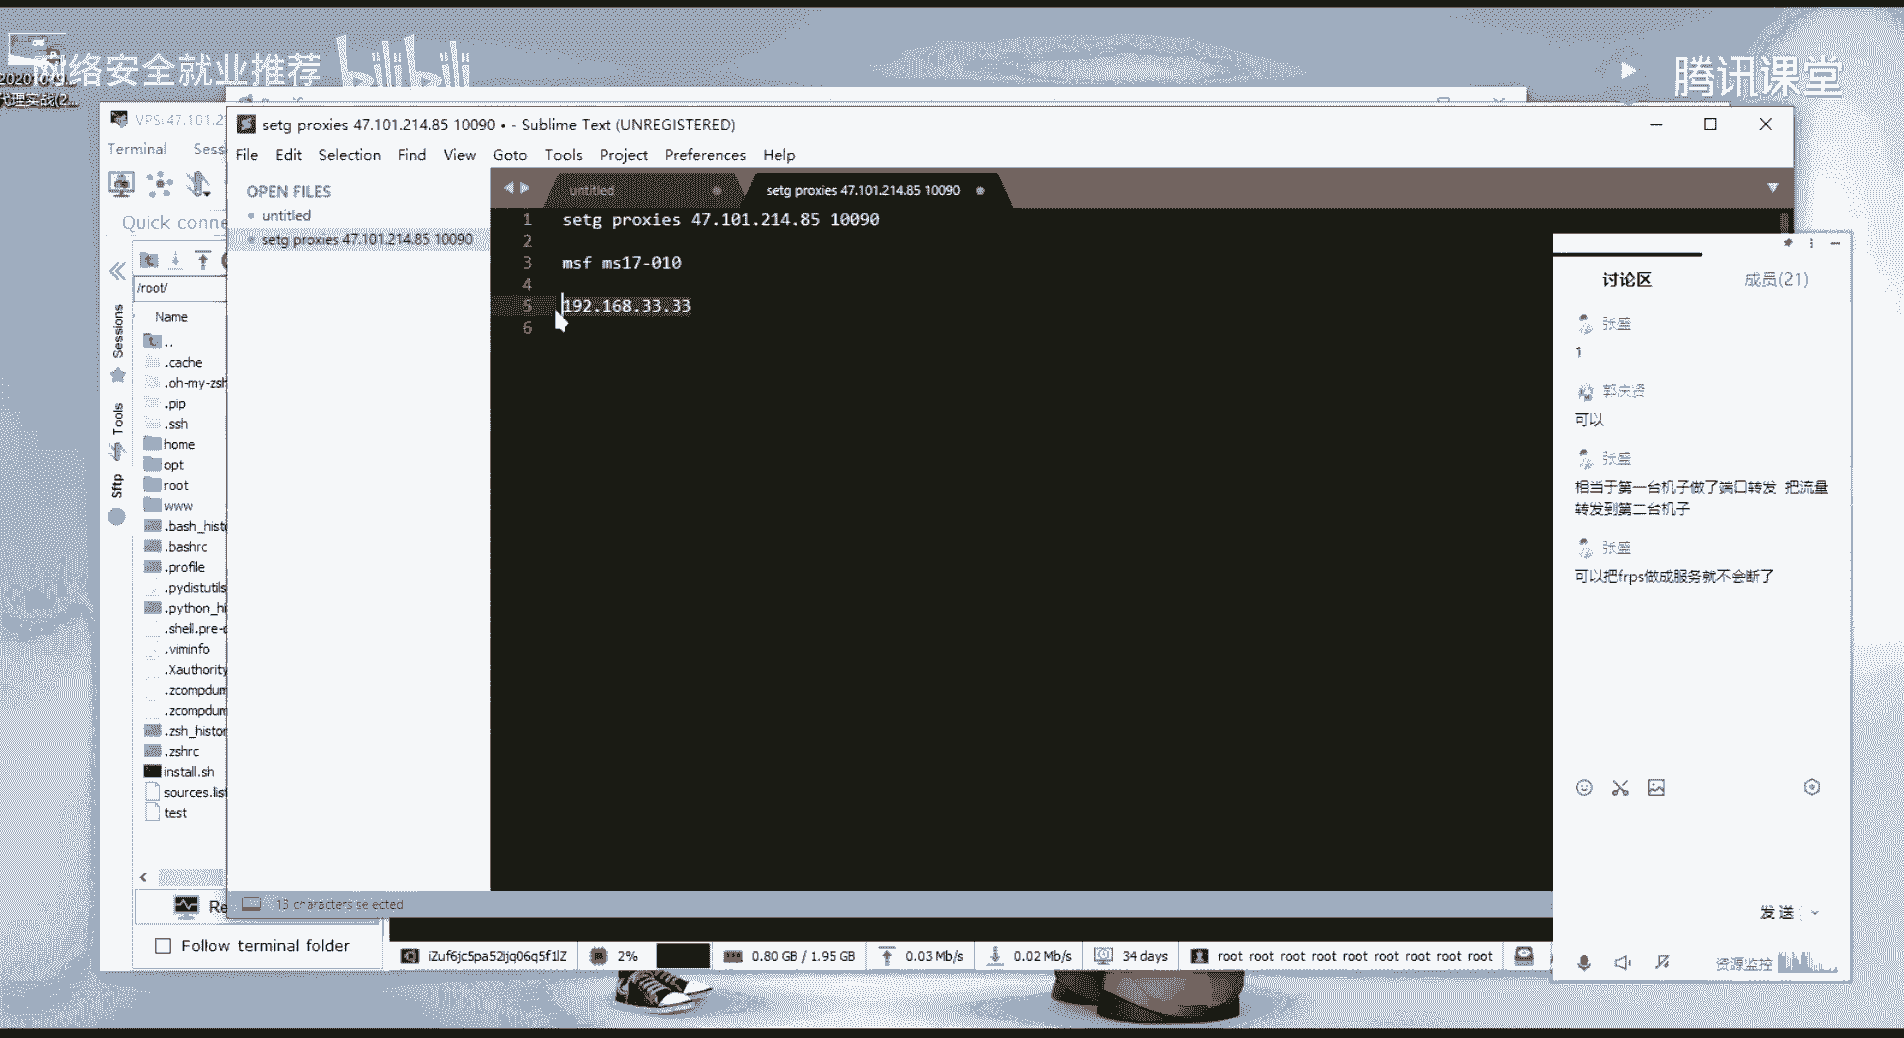 网络安全就业推荐
bilibili
腾讯课堂
代理实战(2...
VPS:47.101.2
Terminal
Sess
Quick conne
/root/
Name
..
.cache
.oh-my-zsh
.pip
.ssh
home
opt
root
www
.bash_hist
.bashrc
.profile
.pydistutils
.python_hi
.shell.pre-
.viminfo
.Xauthority
.zcompdum
.zcompdum
.zsh_histor
.zshrc
install.sh
sources.list
test
Sessions
Tools
Sftp
Re
Follow terminal folder
setg proxies 47.101.214.85 10090 • - Sublime Text (UNREGISTERED)
File Edit Selection Find View Goto Tools Project Preferences Help
OPEN FILES
untitled
setg proxies 47.101.214.85 10090
untitled
setg proxies 47.101.214.85 10090
1 setg proxies 47.101.214.85 10090
2
3 msf ms17-010
4
5 192.168.33.33
6
13 characters selected
iZuf6jc5pa52ijq06q5f1lZ 2% 0.80 GB / 1.95 GB 0.03 Mb/s 0.02 Mb/s 34 days root root root root root root root root root
讨论区 成员(21)
张盛
1
可以
张盛
相当于第一台机子做了端口转发 把流量
转发到第二台机子
张盛
可以把frps做成服务就不会断了
发送
资源监控